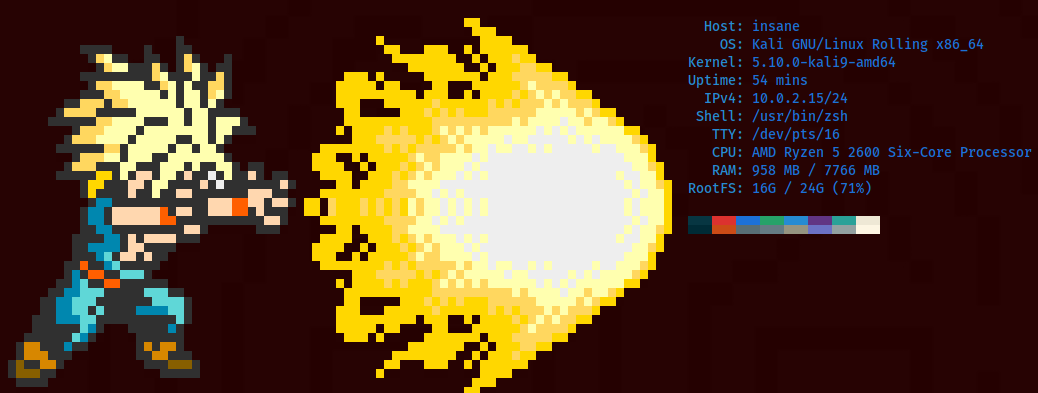 Host: insane
OS: Kali GNU/Linux Rolling x86_64
Kernel: 5.10.0-kali9-amd64
Uptime: 54 mins
IPv4: 10.0.2.15/24
Shell: /usr/bin/zsh
TTY: /dev/pts/16
CPU: AMD Ryzen 5 2600 Six-Core Processor
RAM: 958 MB / 7766 MB
RootFS: 16G / 24G (71%)